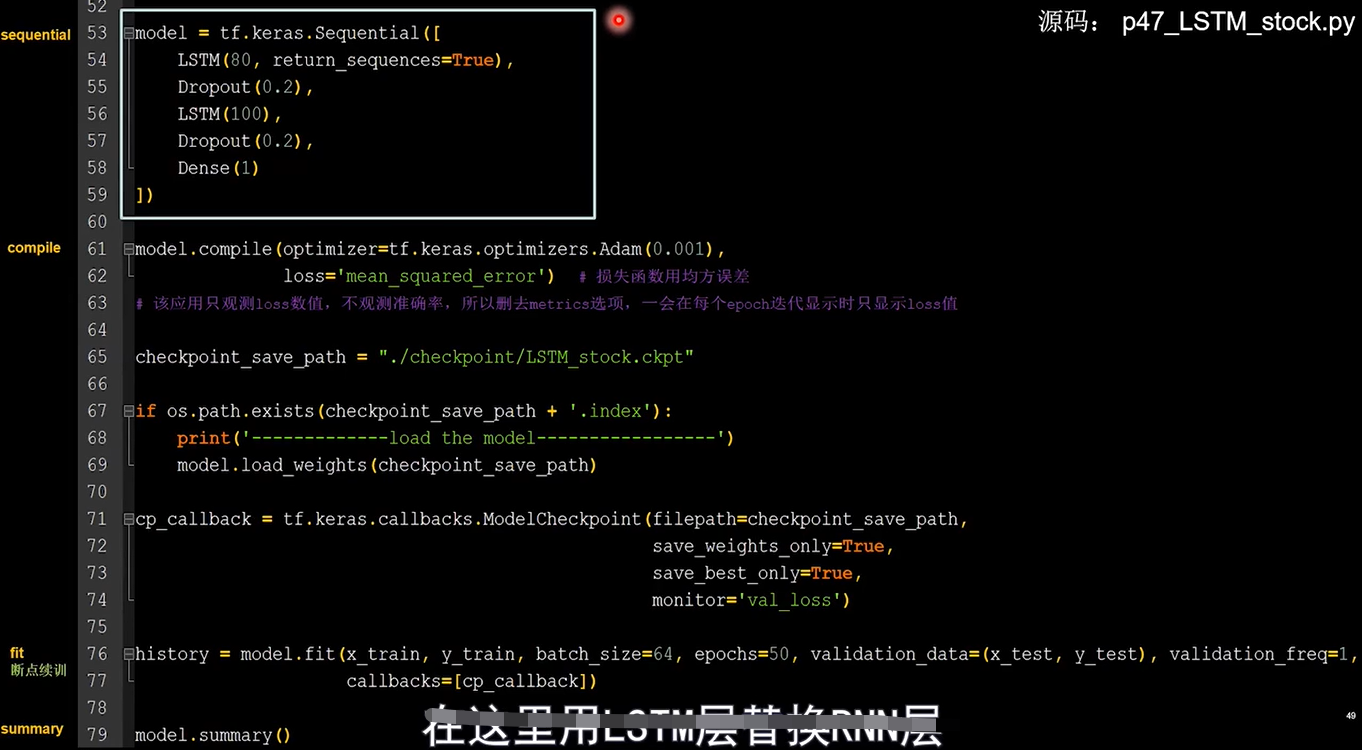 源码： p47_LSTM_stock.py
52
sequential 53 model = tf.keras.Sequential([
54 LSTM(80, return_sequences=True),
55 Dropout(0.2),
56 LSTM(100),
57 Dropout(0.2),
58 Dense(1)
59 ])
60
compile 61 model.compile(optimizer=tf.keras.optimizers.Adam(0.001),
62 loss='mean_squared_error') # 损失函数用均方误差
63 # 该应用只观测loss数值，不观测准确率，所以删去metrics选项，一会在每个epoch迭代显示时只显示loss值
64
65 checkpoint_save_path = "./checkpoint/LSTM_stock.ckpt"
66
67 if os.path.exists(checkpoint_save_path + '.index'):
68 print('-------------load the model-----------------')
69 model.load_weights(checkpoint_save_path)
70
71 cp_callback = tf.keras.callbacks.ModelCheckpoint(filepath=checkpoint_save_path,
72 save_weights_only=True,
73 save_best_only=True,
74 monitor='val_loss')
75
fit 76 history = model.fit(x_train, y_train, batch_size=64, epochs=50, validation_data=(x_test, y_test), validation_freq=1,
断点续训 77 callbacks=[cp_callback])
78
49
summary 79 model.summary()
在这里用LSTM层替换RNN层